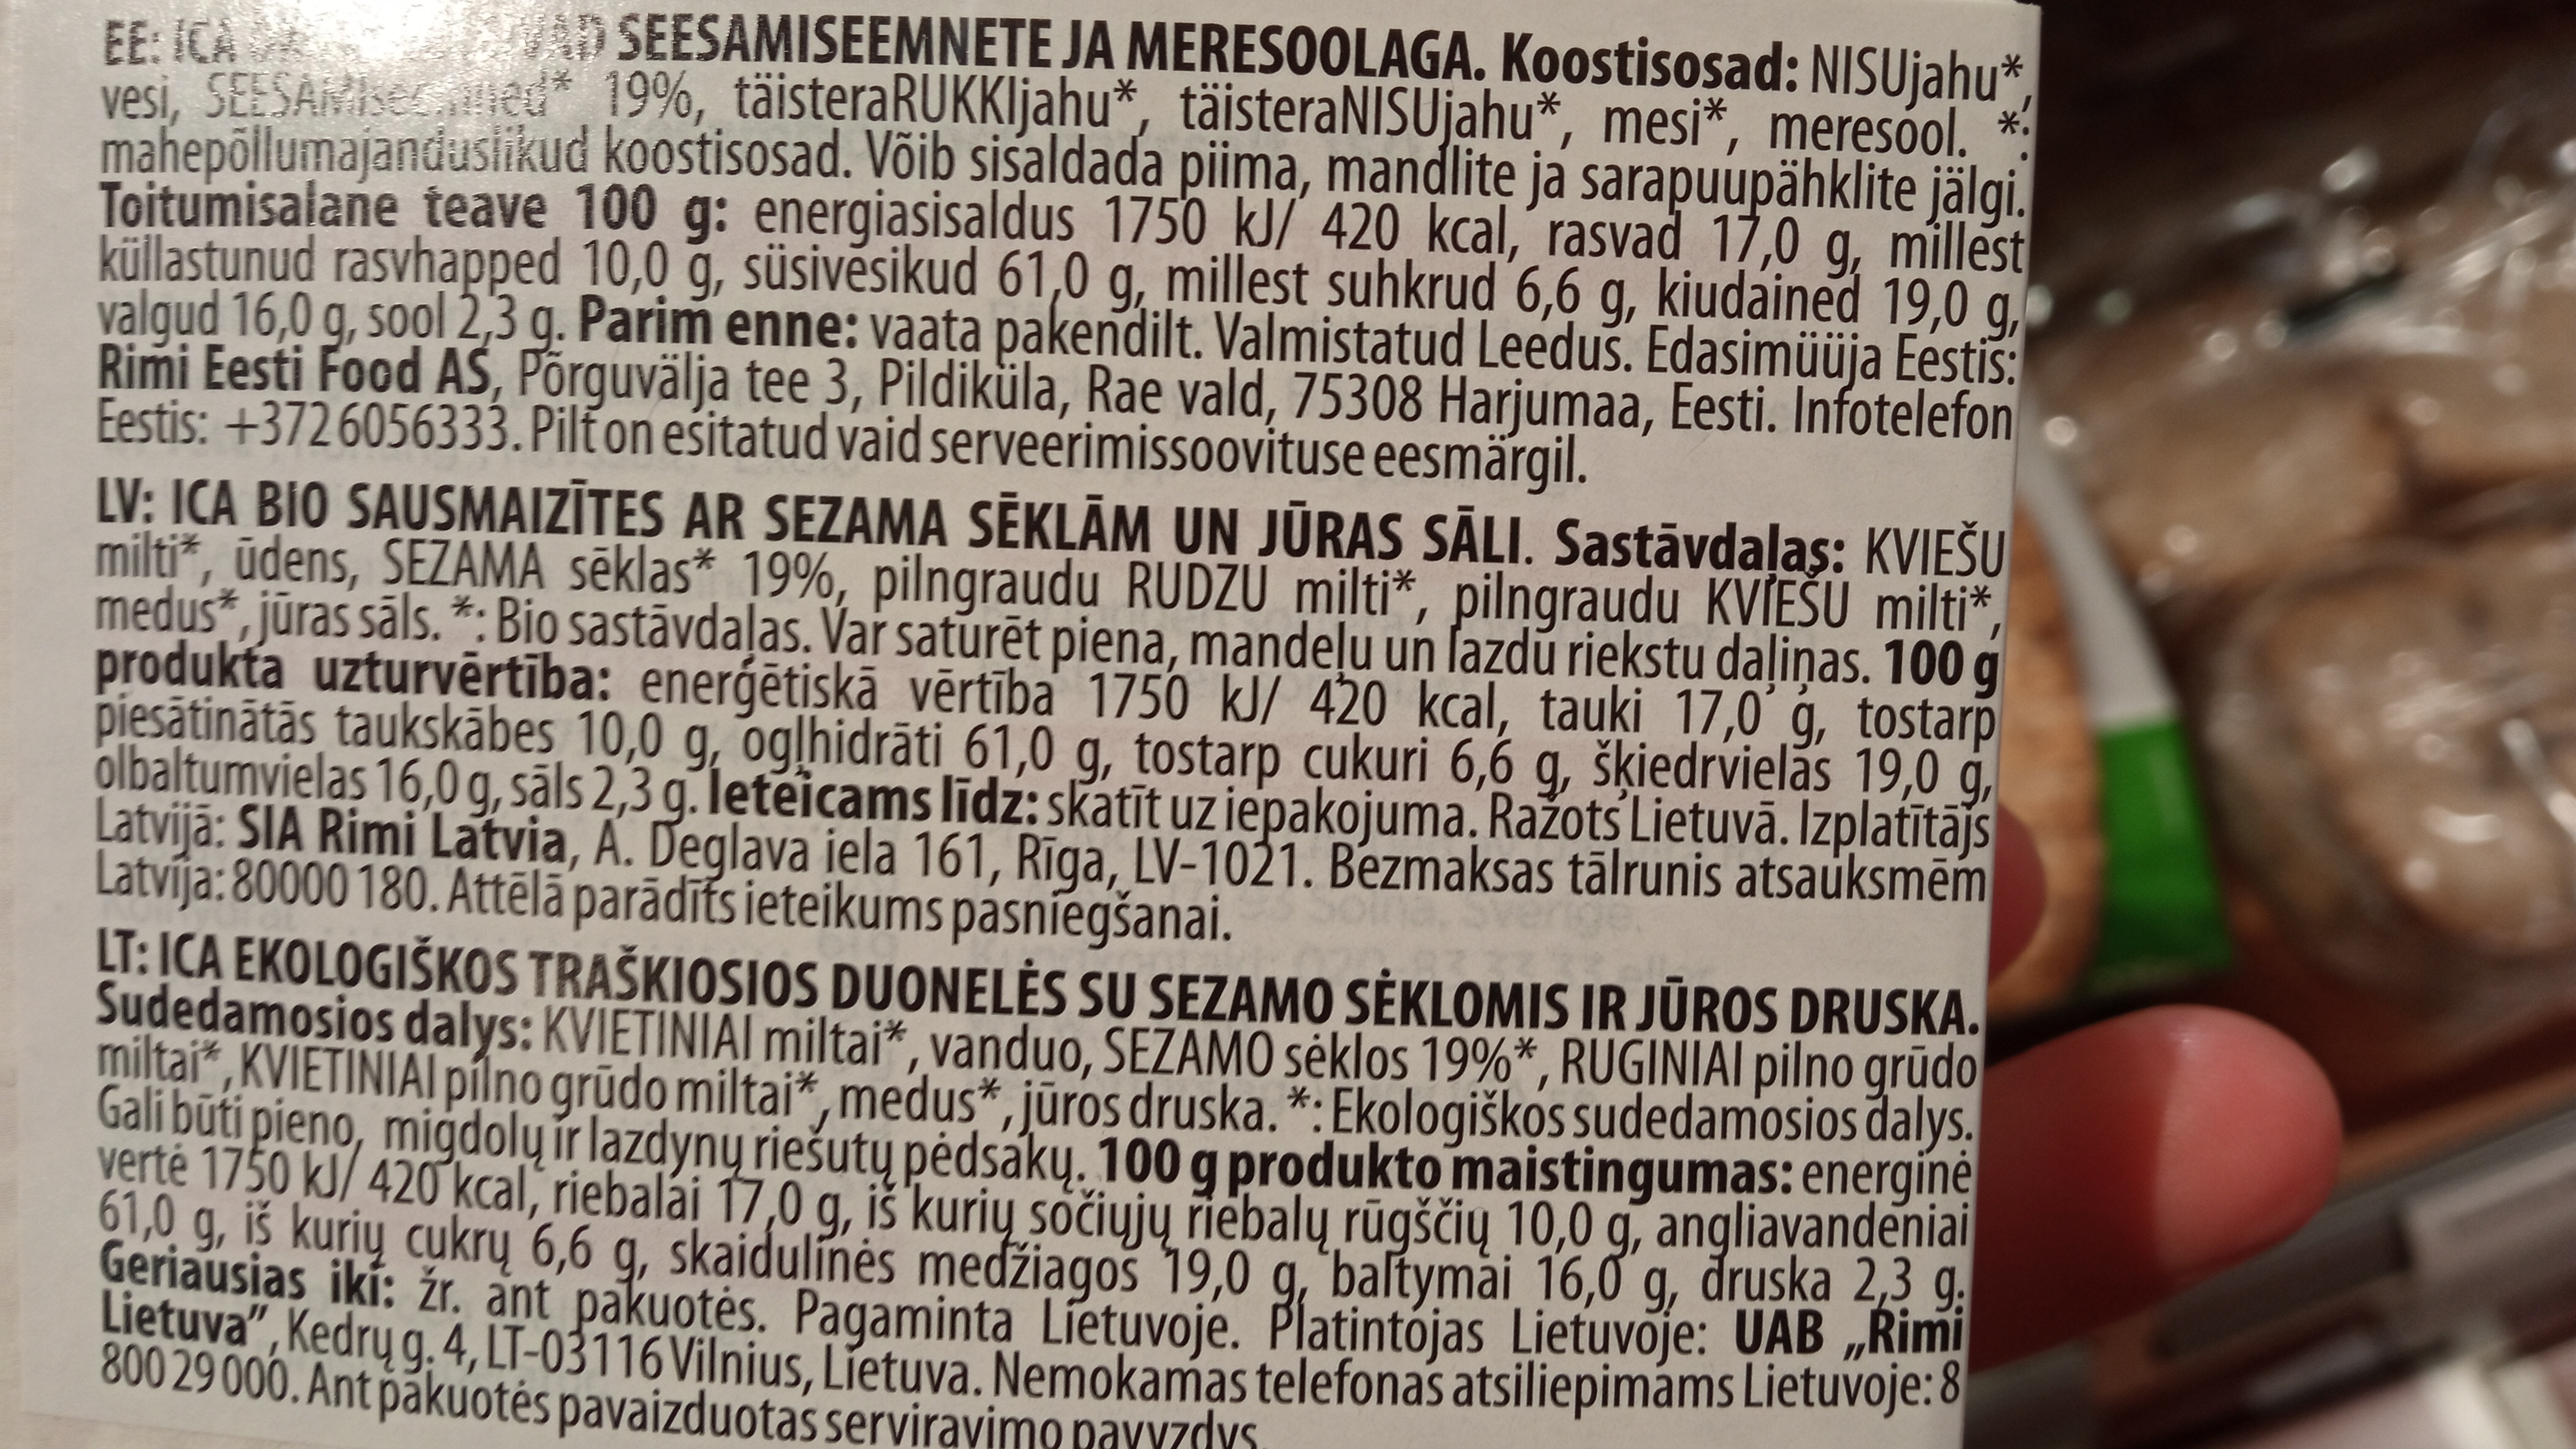 EE: ICA SEESAMISEEMNETE JA MERESOOLAGA. Koostisosad: NISUjahu*,
vesi, SEESAMIseemned* 19%, täisteraRUKKIjahu*, täisteraNISUjahu*, mesi*, meresool. *:
mahepõllumajanduslikud koostisosad. Võib sisaldada piima, mandlite ja sarapuupähklite jälgi.
Toitumisalane teave 100 g: energiasisaldus 1750 kJ/ 420 kcal, rasvad 17,0 g, millest
küllastunud rasvhapped 10,0 g, süsivesikud 61,0 g, millest suhkrud 6,6 g, kiudained 19,0 g,
valgud 16,0 g, sool 2,3 g. Parim enne: vaata pakendilt. Valmistatud Leedus. Edasimüüja Eestis:
Rimi Eesti Food AS, Põrguvälja tee 3, Pildiküla, Rae vald, 75308 Harjumaa, Eesti. Infotelefon
Eestis: +372 6056333. Pilt on esitatud vaid serveerimissoovituse eesmärgil.
LV: ICA BIO SAUSMAIZĪTES AR SEZAMA SĒKLĀM UN JŪRAS SĀLI. Sastāvdaļas: KVIEŠU
milti*, ūdens, SEZAMA sēklas* 19%, pilngraudu RUDZU milti*, pilngraudu KVIEŠU milti*,
medus*, jūras sāls. *: Bio sastāvdaļas. Var saturēt piena, mandeļu un lazdu riekstu daļiņas. 100 g
produkta uzturvērtība: enerģētiskā vērtība 1750 kJ/ 420 kcal, tauki 17,0 g, tostarp
piesātinātās taukskābes 10,0 g, ogļhidrāti 61,0 g, tostarp cukuri 6,6 g, šķiedrvielas 19,0 g,
olbaltumvielas 16,0 g, sāls 2,3 g. Ieteicams līdz: skatīt uz iepakojuma. Ražots Lietuvā. Izplatītājs
Latvijā: SIA Rimi Latvia, A. Deglava iela 161, Rīga, LV-1021. Bezmaksas tālrunis atsauksmēm
Latvija: 80000 180. Attēlā parādīts ieteikums pasniegšanai.
LT: ICA EKOLOGIŠKOS TRAŠKIOSIOS DUONELĖS SU SEZAMO SĖKLOMIS IR JŪROS DRUSKA.
Sudedamosios dalys: KVIETINIAI miltai*, vanduo, SEZAMO sėklos 19%*, RUGINIAI pilno grūdo
miltai*, KVIETINIAI pilno grūdo miltai*, medus*, jūros druska. *: Ekologiškos sudedamosios dalys.
Gali būti pieno, migdolų ir lazdynų riešutų pėdsakų. 100 g produkto maistingumas: energinė
vertė 1750 kJ/ 420 kcal, riebalai 17,0 g, iš kurių sočiųjų riebalų rūgščių 10,0 g, angliavandeniai
61,0 g, iš kurių cukrų 6,6 g, skaidulinės medžiagos 19,0 g, baltymai 16,0 g, druska 2,3 g.
Geriausias iki: žr. ant pakuotės. Pagaminta Lietuvoje. Platintojas Lietuvoje: UAB „Rimi
Lietuva”, Kedrų g. 4, LT-03116 Vilnius, Lietuva. Nemokamas telefonas atsiliepimams Lietuvoje: 8
800 29 000. Ant pakuotės pavaizduotas serviravimo pavyzdys.